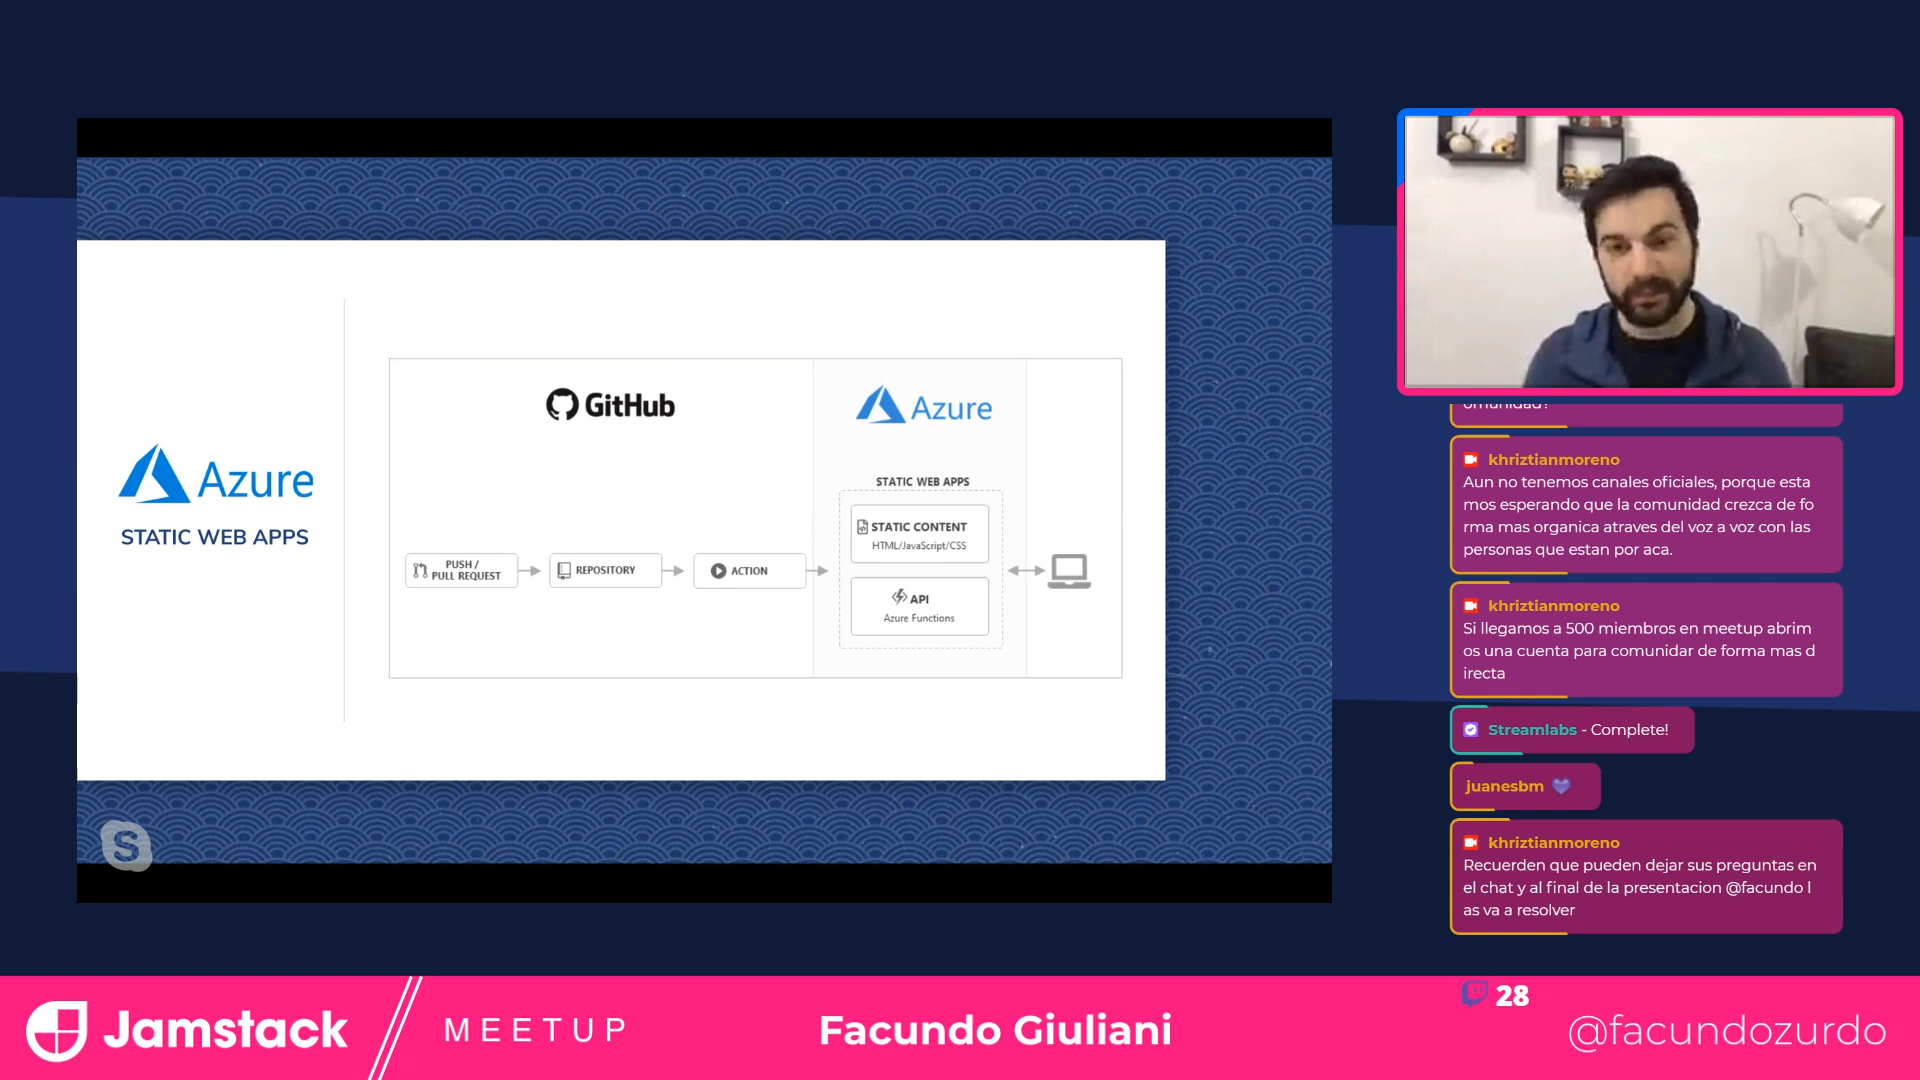 Azure
STATIC WEB APPS
GitHub
Azure
STATIC WEB APPS
STATIC CONTENT
HTML/JavaScript/CSS
PUSH /
PULL REQUEST
REPOSITORY
ACTION
API
Azure Functions
S
omunidad?
khriztianmoreno
Aun no tenemos canales oficiales, porque esta
mos esperando que la comunidad crezca de fo
rma mas organica atraves del voz a voz con las
personas que estan por aca.
khriztianmoreno
Si llegamos a 500 miembros en meetup abrim
os una cuenta para comunidar de forma mas d
irecta
Streamlabs - Complete!
juanesbm
khriztianmoreno
Recuerden que pueden dejar sus preguntas en
el chat y al final de la presentacion @facundo l
as va a resolver
28
Jamstack
MEETUP
Facundo Giuliani
@facundozurdo